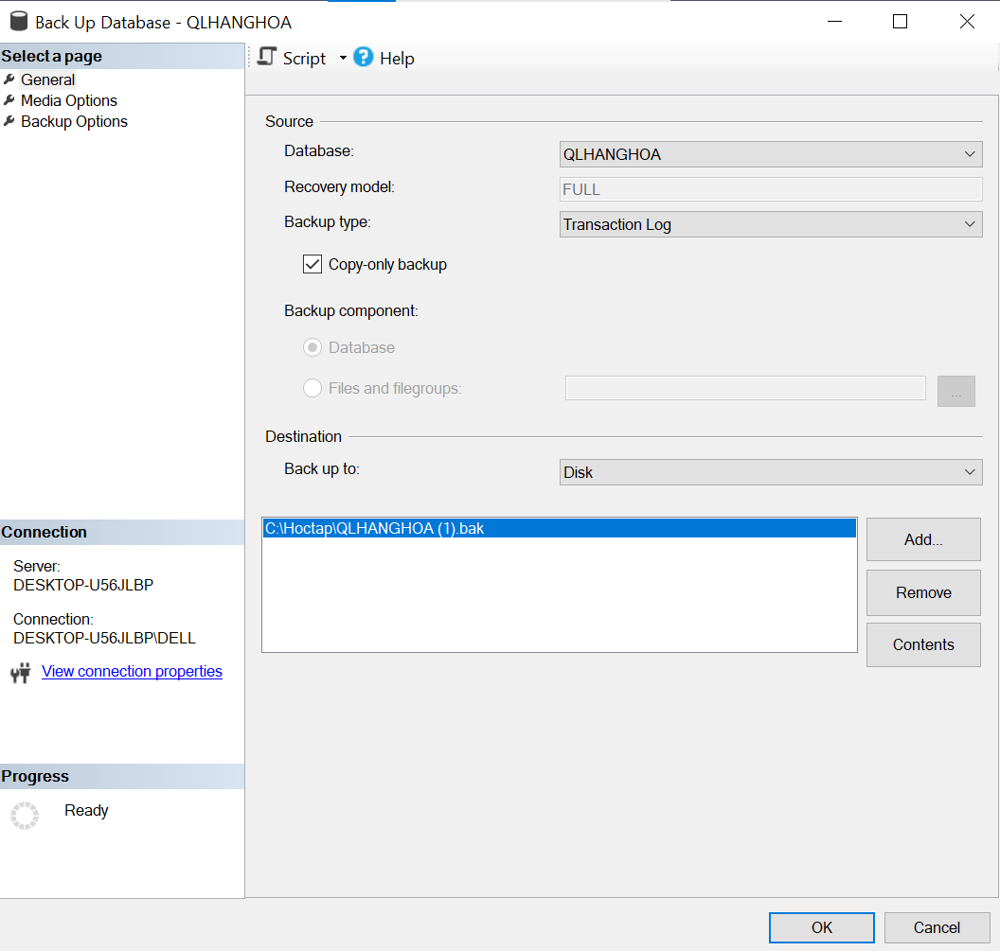 Back Up Database - QLHANGHOA
Select a page
General
Media Options
Backup Options
Script
Help
Source
Database:
QLHANGHOA
Recovery model:
FULL
Backup type:
Transaction Log
Copy-only backup
Backup component:
Database
Files and filegroups:
...
Destination
Back up to:
Disk
C:\Hoctap\QLHANGHOA (1).bak
Add...
Remove
Contents
Connection
Server:
DESKTOP-U56JLBP
Connection:
DESKTOP-U56JLBP\DELL
View connection properties
Progress
Ready
OK
Cancel